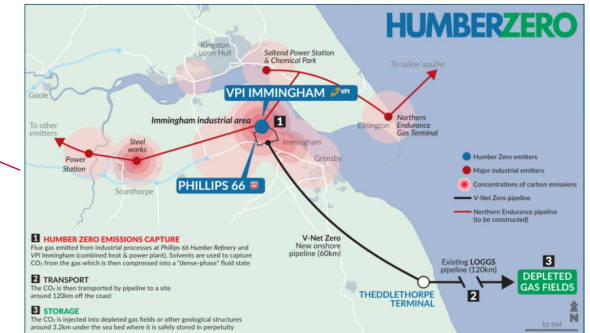 HUMBERZERO
Kingston
upon Hull
Saltend Power Station
& Chemical Park
To saline aquifer
Goole
VPI IMMINGHAM VPI
Immingham industrial area
1
Easington
Northern
Endurance
Gas Terminal
To other
emitters
Steel
works
Immingham
Power
Station
Grimsby
Scunthorpe
PHILLIPS 66
Humber Zero emitters
Major industrial emitters
Concentrations of carbon emissions
V-Net Zero pipeline
Northern Endurance pipeline
(to be constructed)
1 HUMBER ZERO EMISSIONS CAPTURE
Flue gas emitted from industrial processes at Phillips 66 Humber Refinery and
VPI Immingham (combined heat & power plant). Solvents are used to capture
CO₂ from the gas which is then compressed into a "dense-phase" fluid state
V-Net Zero
New onshore
pipeline (60km)
2 TRANSPORT
The CO₂ is then transported by pipeline to a site
around 120km off the coast
Existing LOGGS
pipeline (120km)
2
3
DEPLETED
GAS FIELDS
THEDDLETHORPE
TERMINAL
3 STORAGE
The CO₂ is injected into depleted gas fields or other geological structures
around 3.2km under the sea bed where it is safely stored in perpetuity
N
10 KM